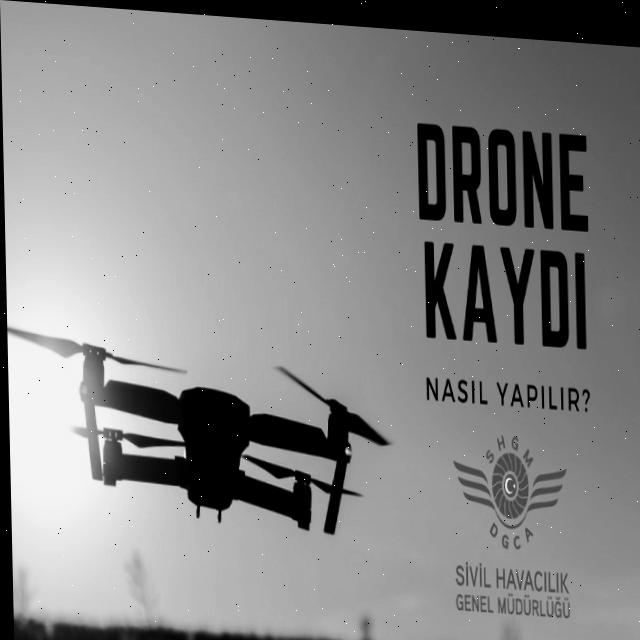 DRONE
KAYDI
NASIL YAPILIR?
SHGM
DGCA
SİVİL HAVACILIK
GENEL MÜDÜRLÜĞÜ